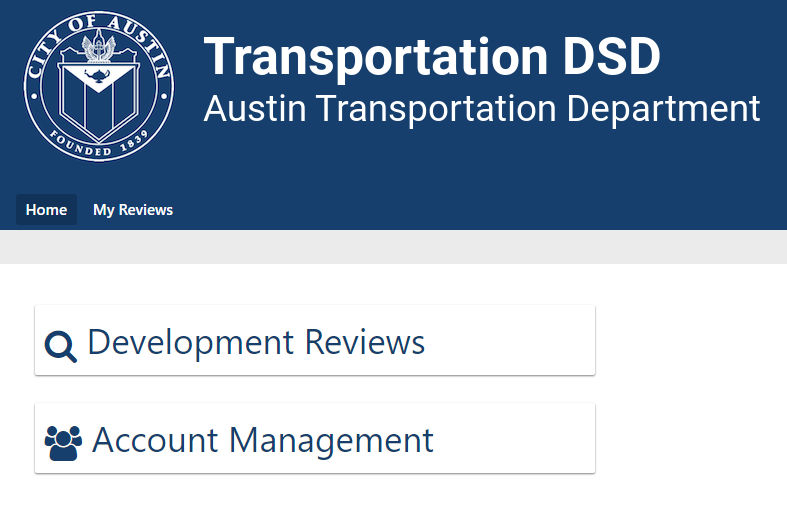 CITY OF AUSTIN
FOUNDED 1839
Transportation DSD
Austin Transportation Department
Home
My Reviews
Development Reviews
Account Management